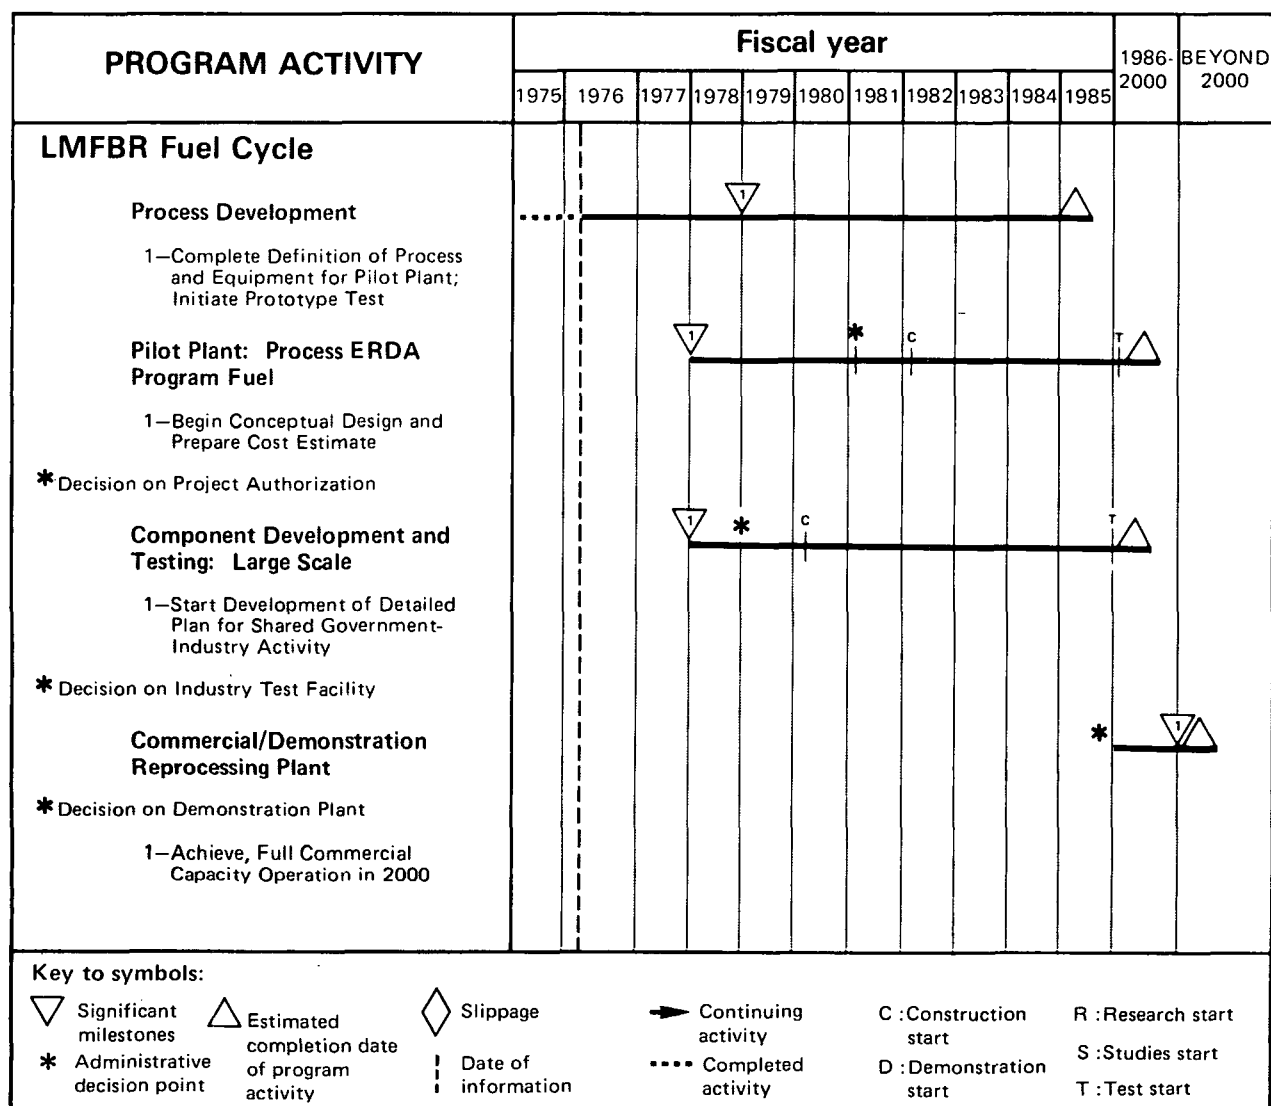 PROGRAM ACTIVITY
Fiscal year
1986-
2000
BEYOND
2000
1975 1976 1977 1978 1979 1980 1981 1982 1983 1984 1985
LMFBR Fuel Cycle
Process Development
1
1—Complete Definition of Process
and Equipment for Pilot Plant;
Initiate Prototype Test
Pilot Plant: Process ERDA
Program Fuel
1 * C T
1—Begin Conceptual Design and
Prepare Cost Estimate
* Decision on Project Authorization
Component Development and
Testing: Large Scale
1 * C T
1—Start Development of Detailed
Plan for Shared Government-
Industry Activity
* Decision on Industry Test Facility
Commercial/Demonstration
Reprocessing Plant
* 1
* Decision on Demonstration Plant
1—Achieve, Full Commercial
Capacity Operation in 2000
Key to symbols:
Significant
milestones
* Administrative
decision point
Estimated
completion date
of program
activity
Slippage
Date of
information
Continuing
activity
Completed
activity
C :Construction
start
D :Demonstration
start
R :Research start
S :Studies start
T :Test start